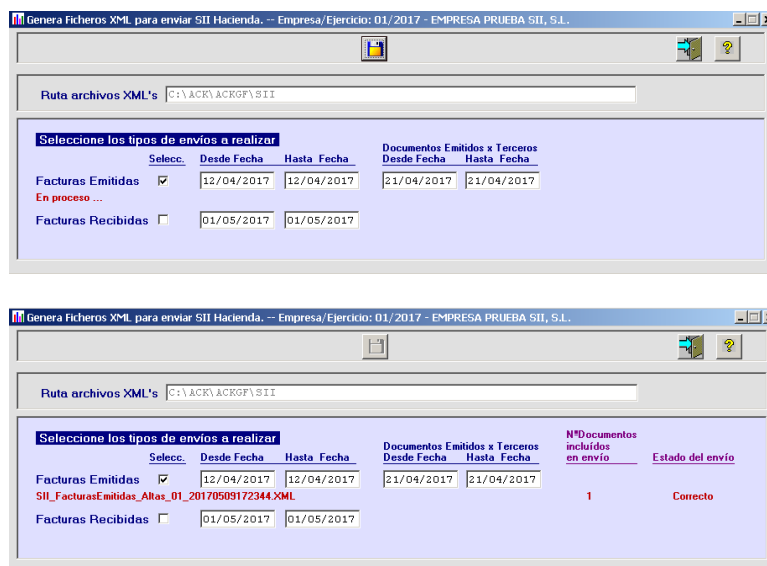 Genera Ficheros XML para enviar SII Hacienda. -- Empresa/Ejercicio: 01/2017 - EMPRESA PRUEBA SII, S.L.
?
Ruta archivos XML's C:\ACK\ACKGF\SII
Seleccione los tipos de envíos a realizar
Documentos Emitidos x Terceros
Selecc. Desde Fecha Hasta Fecha Desde Fecha Hasta Fecha
Facturas Emitidas 12/04/2017 12/04/2017 21/04/2017 21/04/2017
En proceso ...
Facturas Recibidas 01/05/2017 01/05/2017
Genera Ficheros XML para enviar SII Hacienda. -- Empresa/Ejercicio: 01/2017 - EMPRESA PRUEBA SII, S.L.
?
Ruta archivos XML's C:\ACK\ACKGF\SII
Seleccione los tipos de envíos a realizar
NºDocumentos
Documentos Emitidos x Terceros incluídos
Selecc. Desde Fecha Hasta Fecha Desde Fecha Hasta Fecha en envío Estado del envío
Facturas Emitidas 12/04/2017 12/04/2017 21/04/2017 21/04/2017
SII_FacturasEmitidas_Altas_01_20170509172344.XML 1 Correcto
Facturas Recibidas 01/05/2017 01/05/2017